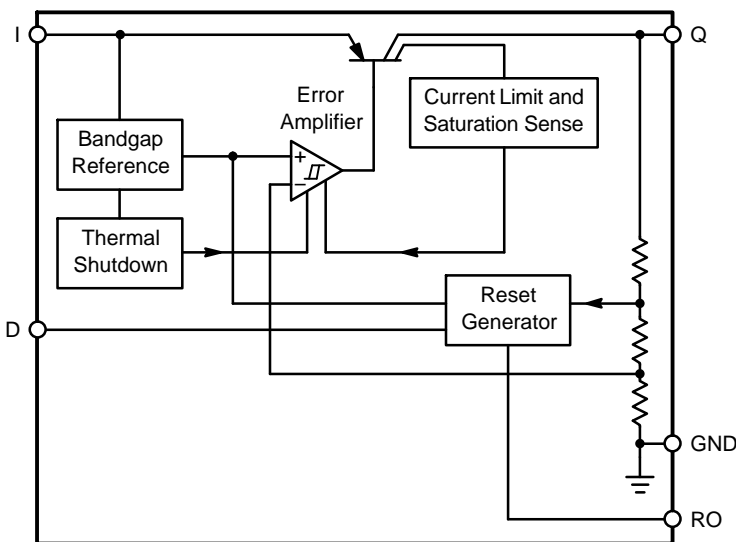 I
Q
Error
Amplifier
Current Limit and
Saturation Sense
Bandgap
Reference
+
−
Thermal
Shutdown
Reset
Generator
D
GND
RO